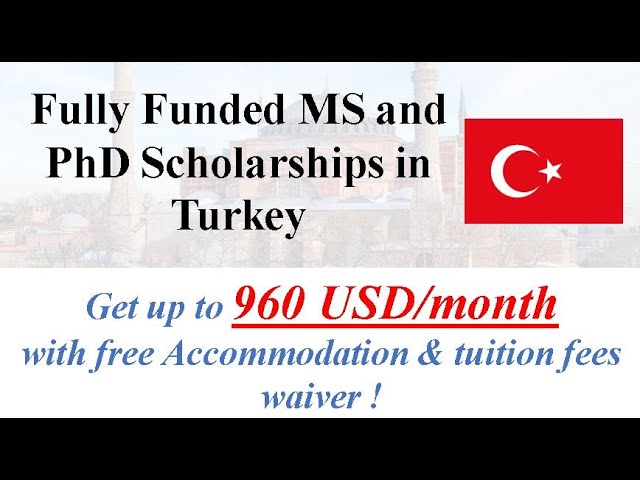 Fully Funded MS and
PhD Scholarships in
Turkey
Get up to 960 USD/month
with free Accommodation & tuition fees
waiver !